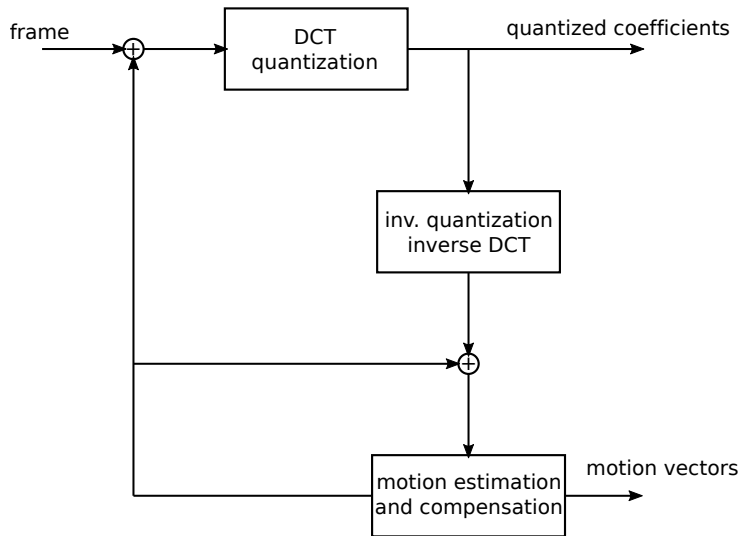 frame
DCT
quantization
quantized coefficients
inv. quantization
inverse DCT
motion estimation
and compensation
motion vectors